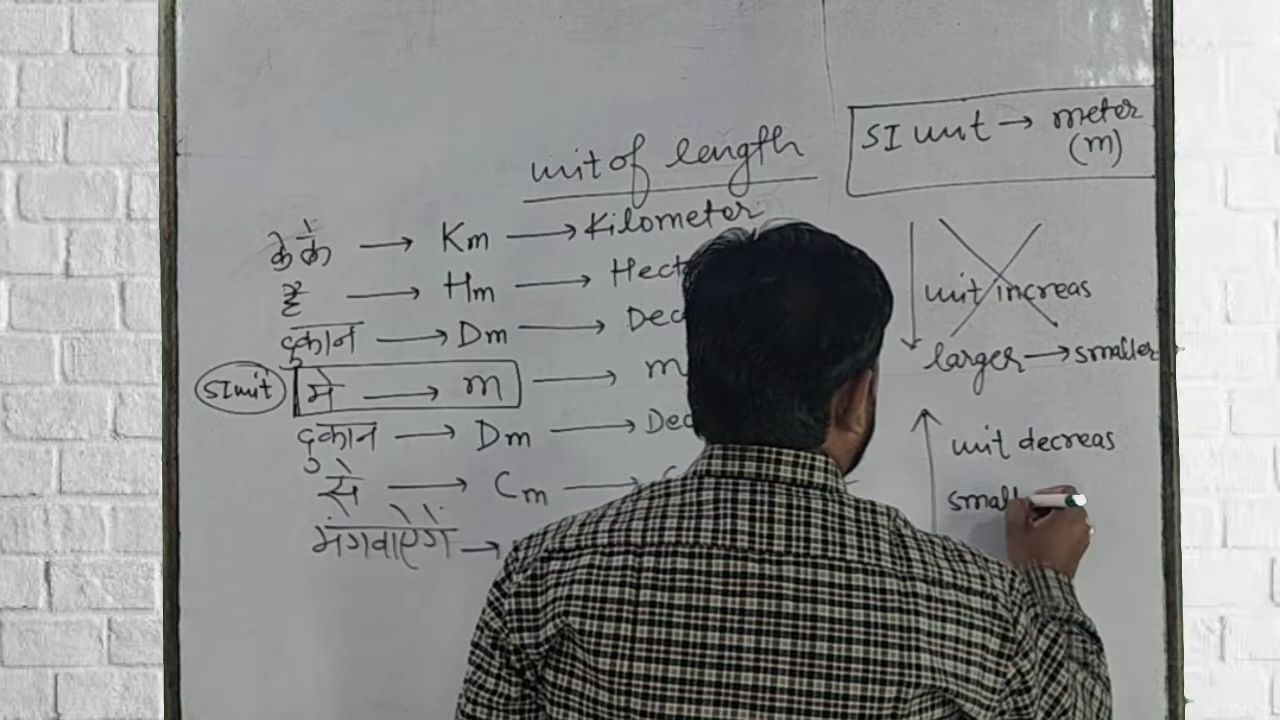 unit of length
SI unit → meter
(m)
के के → Km → Kilometer
है → Hm → Hect
दुकान → Dm → Dec
SI unit मे → m → m
दुकान → Dm → Dec
से → Cm → C
मंगवाऐगें →
unit increas
larger → smaller
unit decreas
small